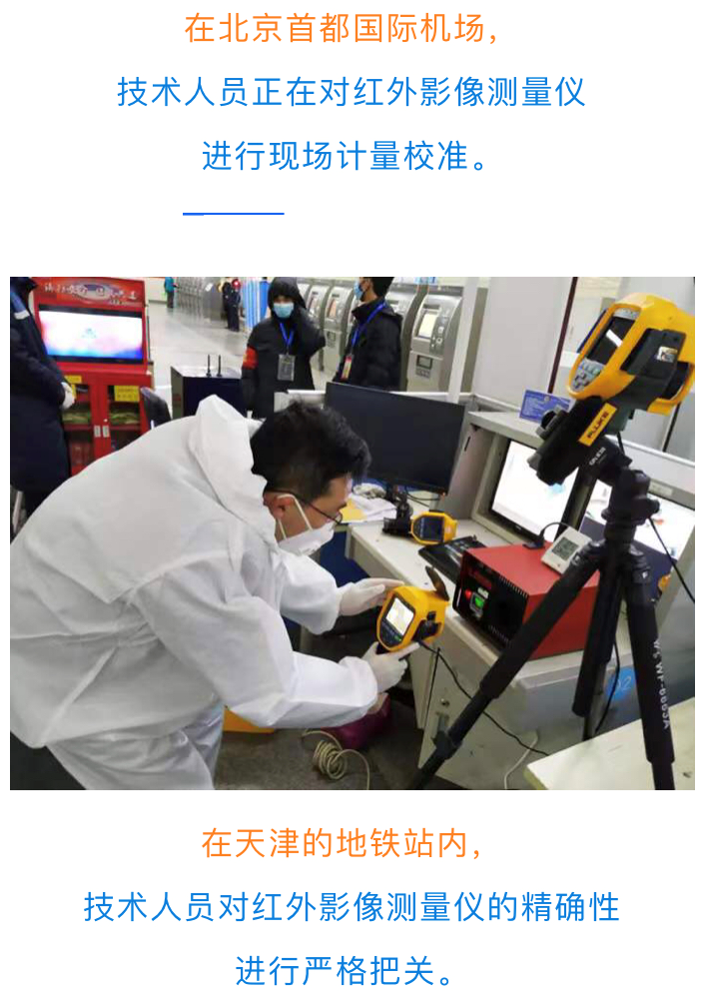 在北京首都国际机场，
技术人员正在对红外影像测量仪
进行现场计量校准。
FLUKE
WF-6663A
在天津的地铁站内，
技术人员对红外影像测量仪的精确性
进行严格把关。